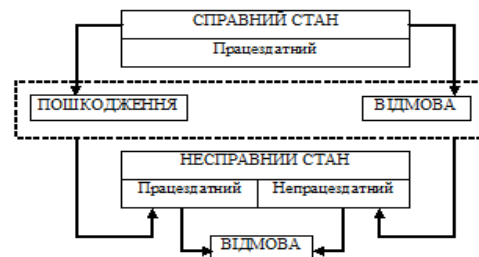 СПРАВНИЙ СТАН
Працездатний
ПОШКОДЖЕННЯ
ВІДМОВА
НЕСПРАВНИЙ СТАН
Працездатний
Непрацездатний
ВІДМОВА